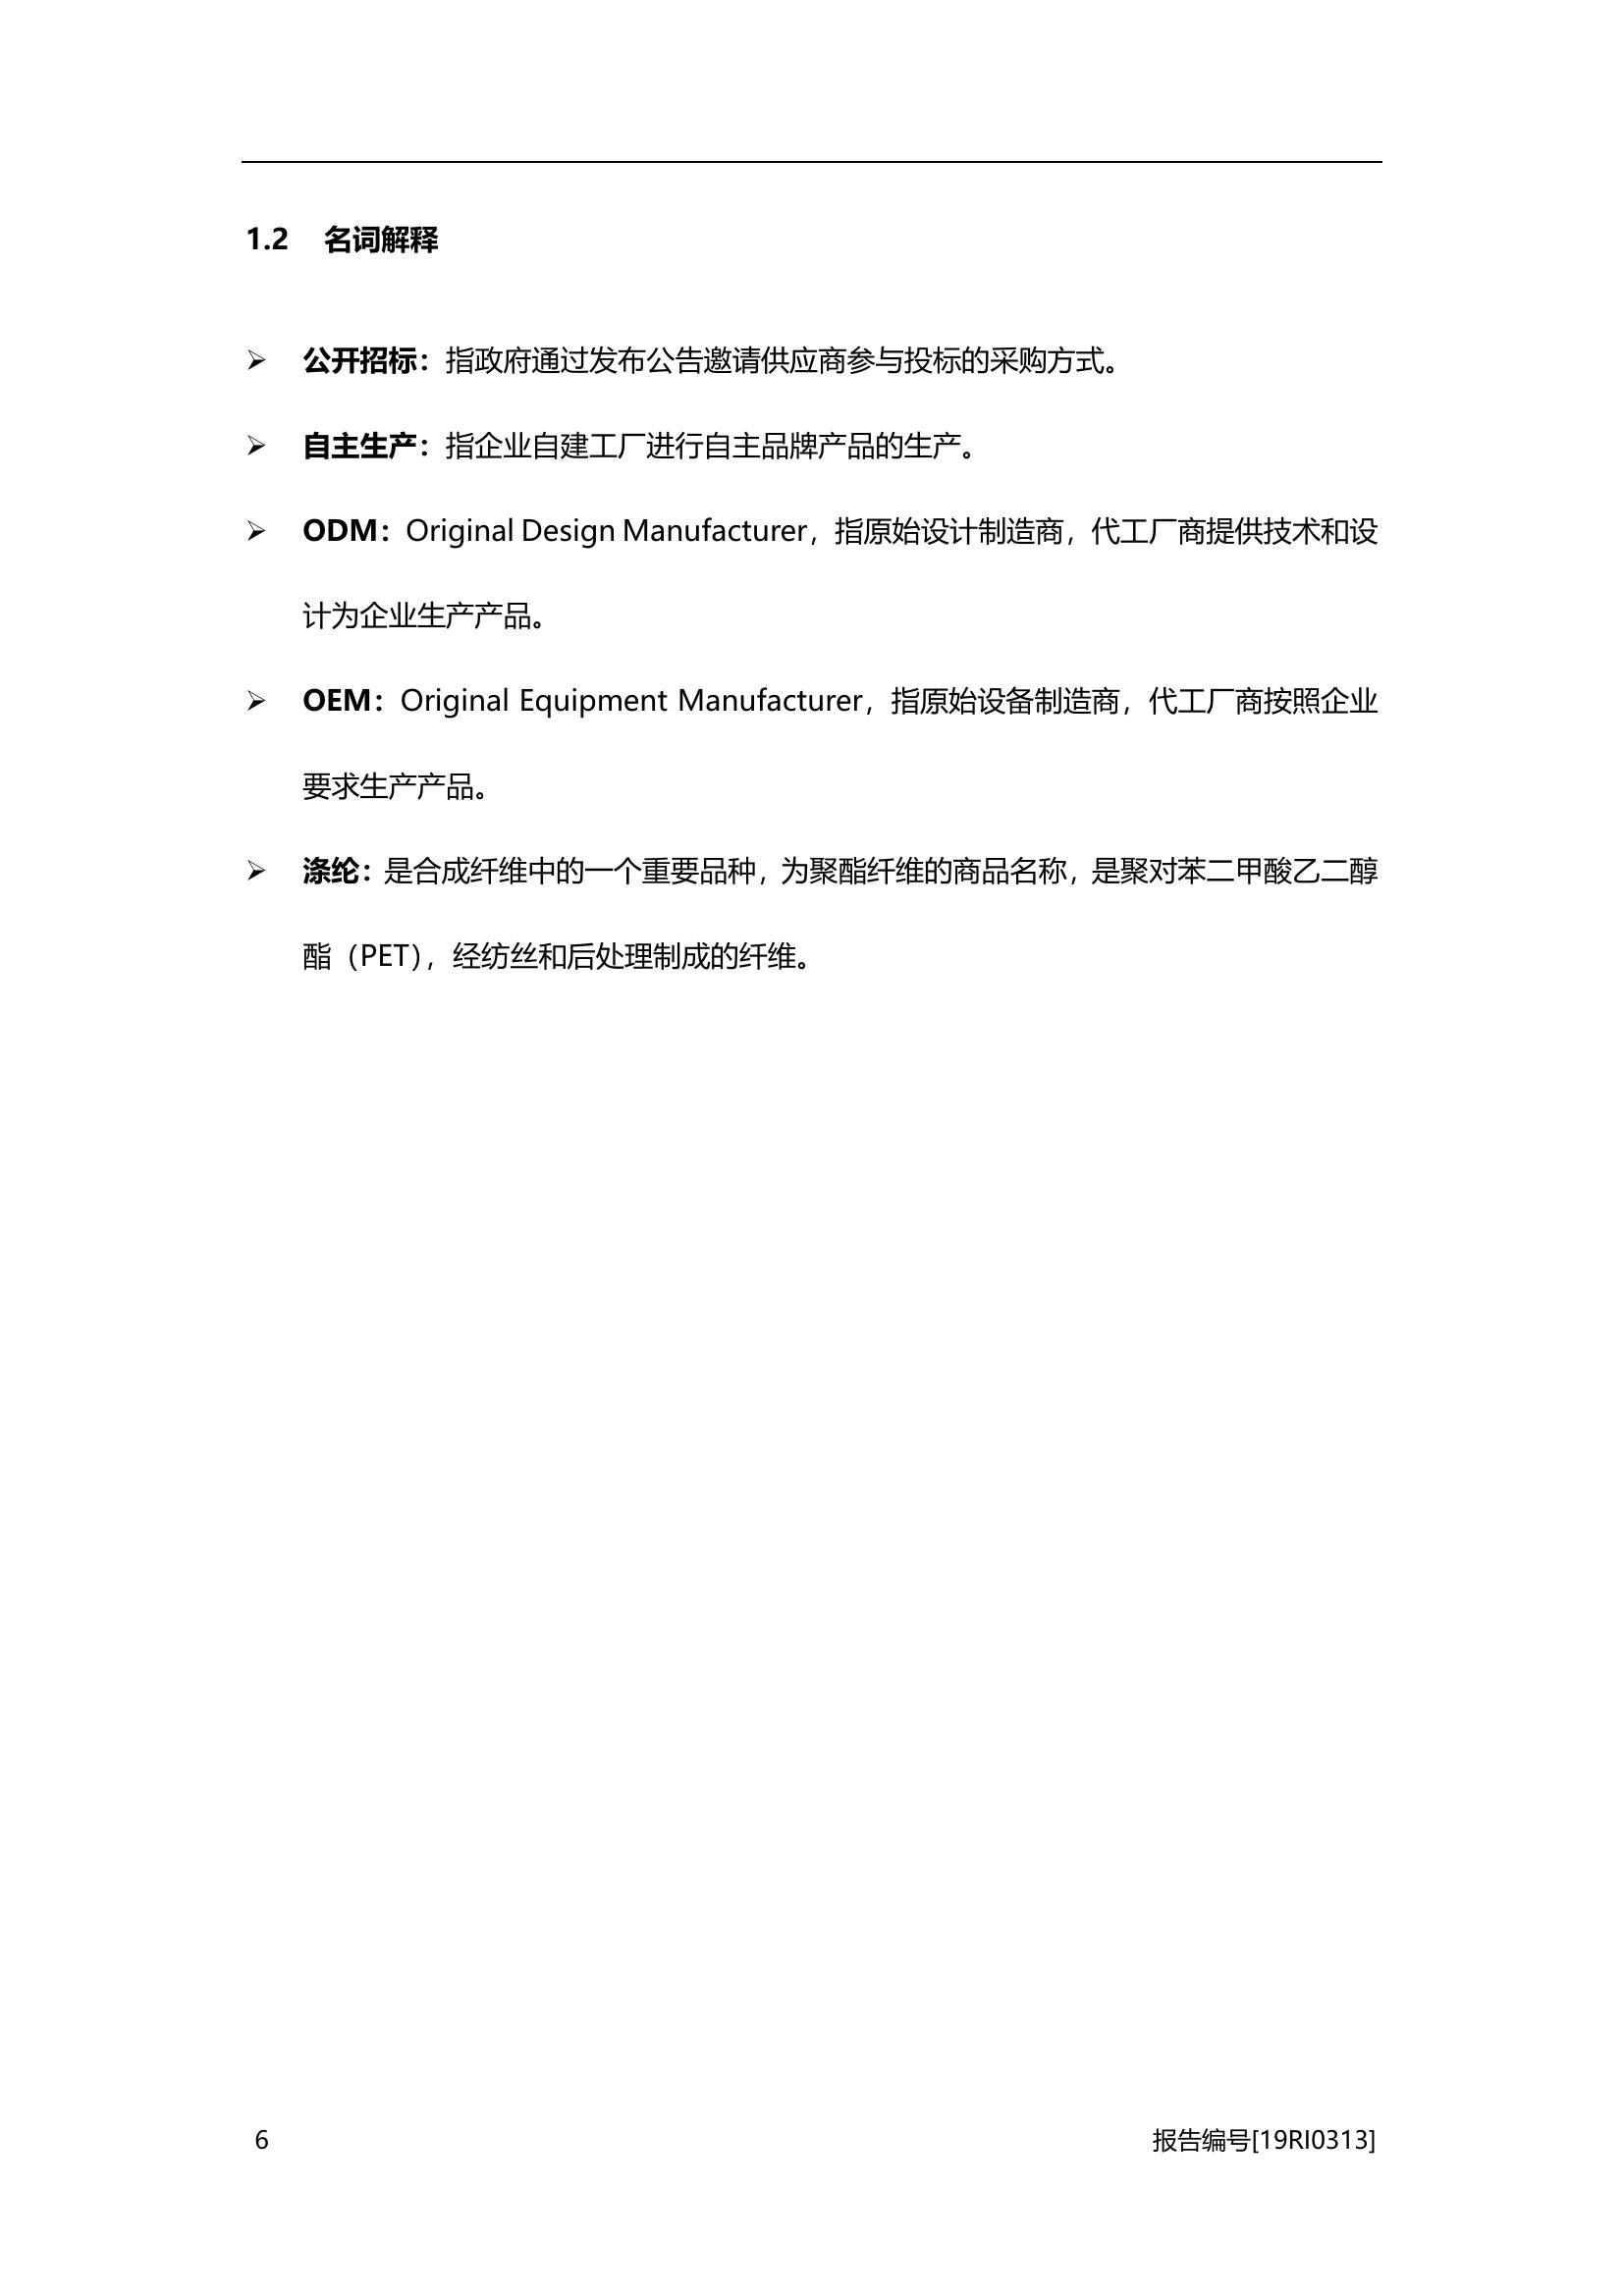 1.2 名词解释
➢ 公开招标：指政府通过发布公告邀请供应商参与投标的采购方式。
➢ 自主生产：指企业自建工厂进行自主品牌产品的生产。
➢ ODM：Original Design Manufacturer，指原始设计制造商，代工厂商提供技术和设
计为企业生产产品。
➢ OEM：Original Equipment Manufacturer，指原始设备制造商，代工厂商按照企业
要求生产产品。
➢ 涤纶：是合成纤维中的一个重要品种，为聚酯纤维的商品名称，是聚对苯二甲酸乙二醇
酯（PET），经纺丝和后处理制成的纤维。
6 报告编号[19RI0313]